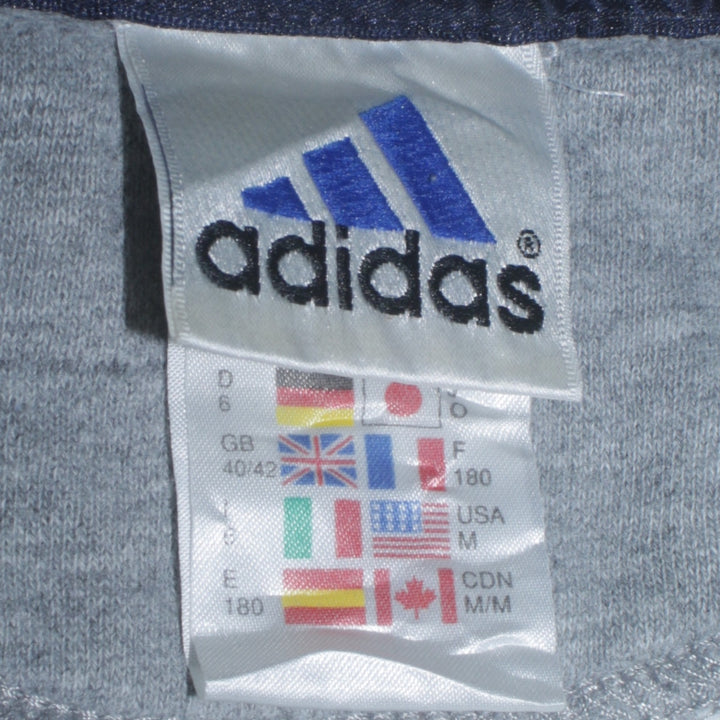 adidas®
D
6
O
GB
40/42
F
180
USA
M
E
180
CDN
M/M